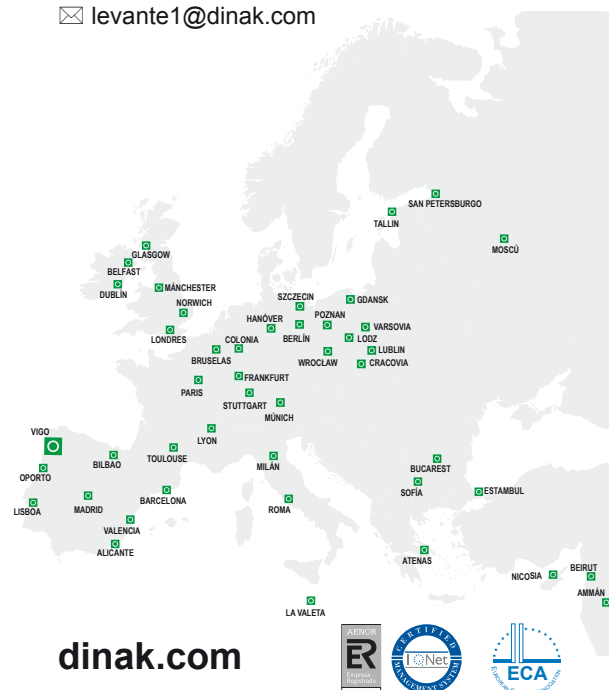 levante1@dinak.com
SAN PETERSBURGO
TALLIN
MOSCÚ
GLASGOW
BELFAST
DUBLÍN
MÁNCHESTER
NORWICH
LONDRES
SZCZECIN
GDANSK
HANÓVER
POZNAN
VARSOVIA
BERLÍN
LODZ
COLONIA
BRUSELAS
LUBLIN
WROCŁAW
CRACOVIA
FRANKFURT
PARIS
STUTTGART
MÚNICH
VIGO
LYON
BILBAO
TOULOUSE
MILÁN
BUCAREST
OPORTO
SOFÍA
ESTAMBUL
LISBOA
MADRID
BARCELONA
ROMA
VALENCIA
ALICANTE
ATENAS
NICOSIA
BEIRUT
AMMÁN
LA VALETA
dinak.com
AENOR
ER
Empresa
Registrada
CERTIFIED
IQNet
MANAGEMENT SYSTEM
ECA